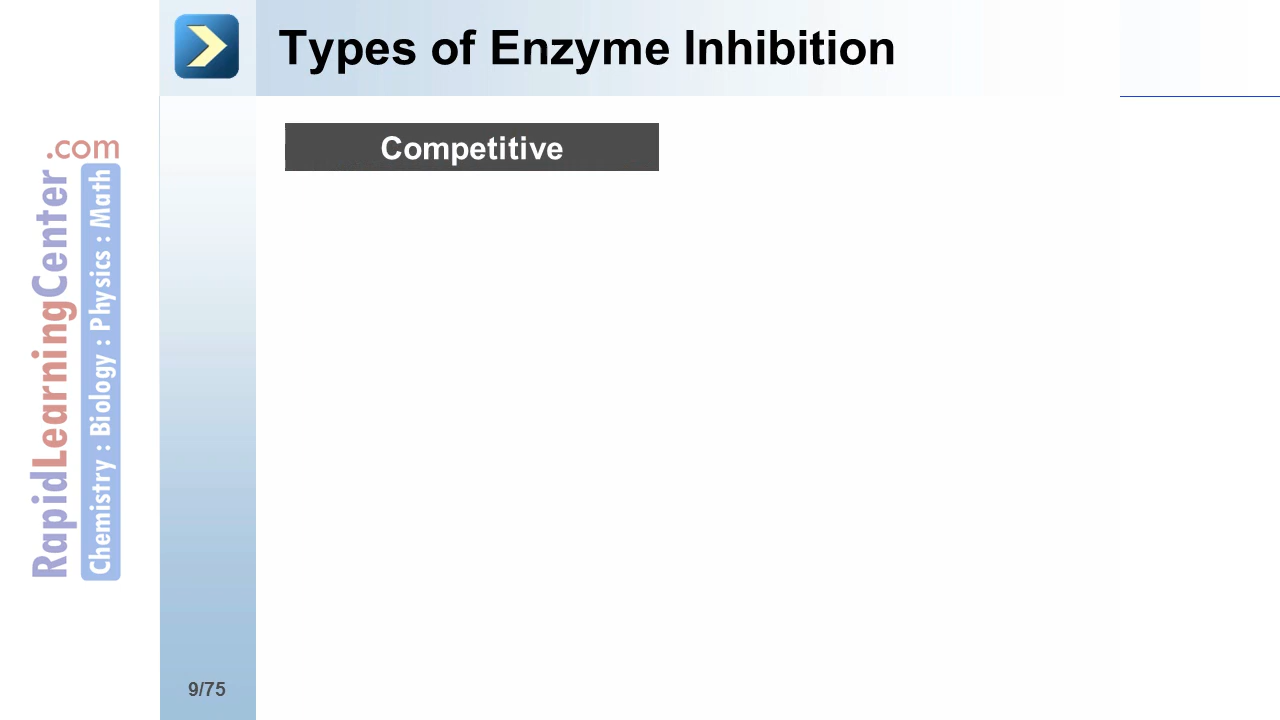 Types of Enzyme Inhibition
Competitive
RapidLearningCenter.com
Chemistry : Biology : Physics : Math
9/75